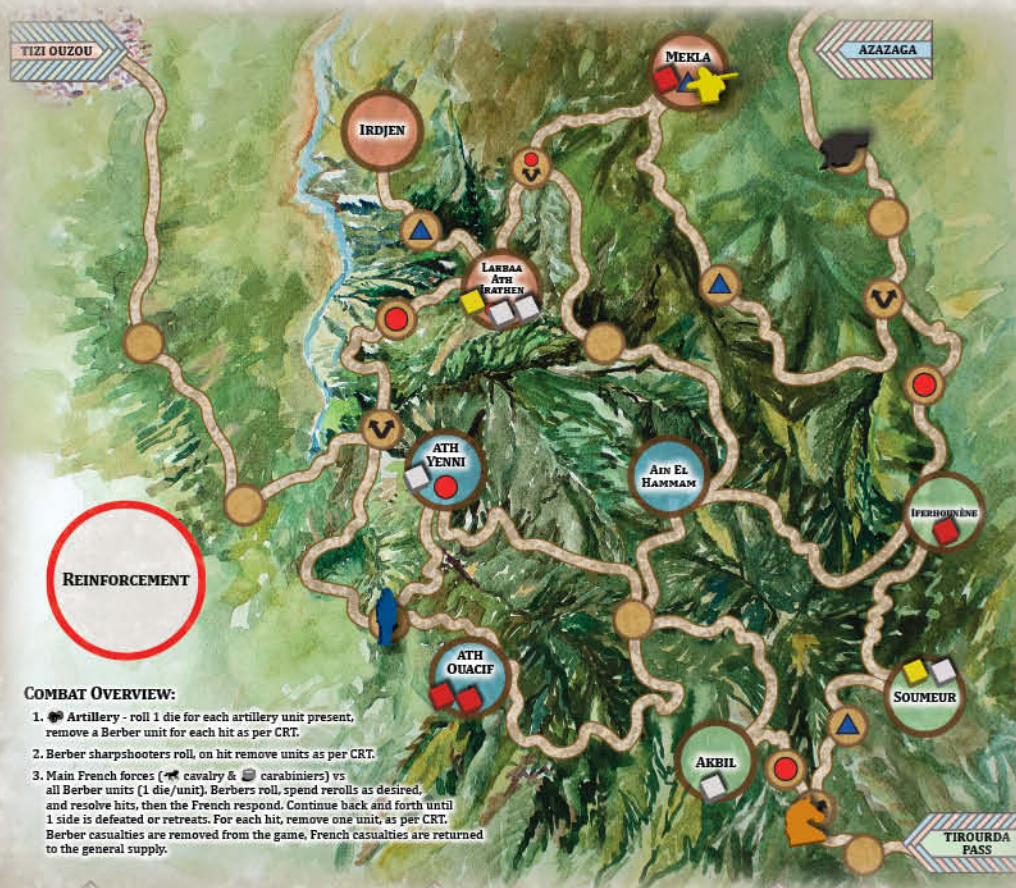 TIZI OUZOU
MEKLA
AZAZAGA
IRDJEN
LARBAA
ATH
IRATHEN
ATH
YENNI
AIN EL
HAMMAM
IFERHOUNÈNE
REINFORCEMENT
ATH
OUACIF
SOUMEUR
AKBIL
TIROURDA
PASS
COMBAT OVERVIEW:
1. Artillery - roll 1 die for each artillery unit present,
remove a Berber unit for each hit as per CRT.
2. Berber sharpshooters roll, on hit remove units as per CRT.
3. Main French forces ( cavalry & carabiniers) vs
all Berber units (1 die/unit). Berbers roll, spend rerolls as desired,
and resolve hits, then the French respond. Continue back and forth until
1 side is defeated or retreats. For each hit, remove one unit, as per CRT.
Berber casualties are removed from the game, French casualties are returned
to the general supply.